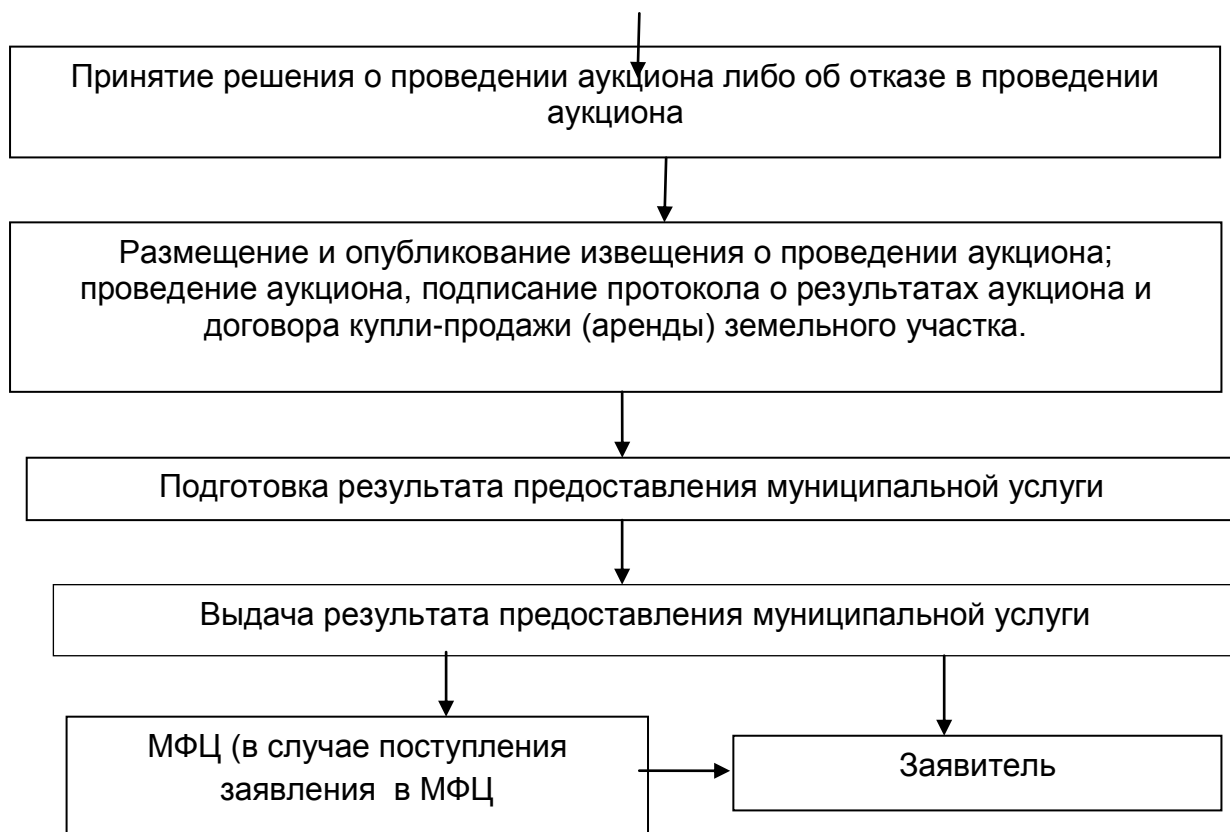 Принятие решения о проведении аукциона либо об отказе в проведении
аукциона
Размещение и опубликование извещения о проведении аукциона;
проведение аукциона, подписание протокола о результатах аукциона и
договора купли-продажи (аренды) земельного участка.
Подготовка результата предоставления муниципальной услуги
Выдача результата предоставления муниципальной услуги
МФЦ (в случае поступления
заявления в МФЦ
Заявитель